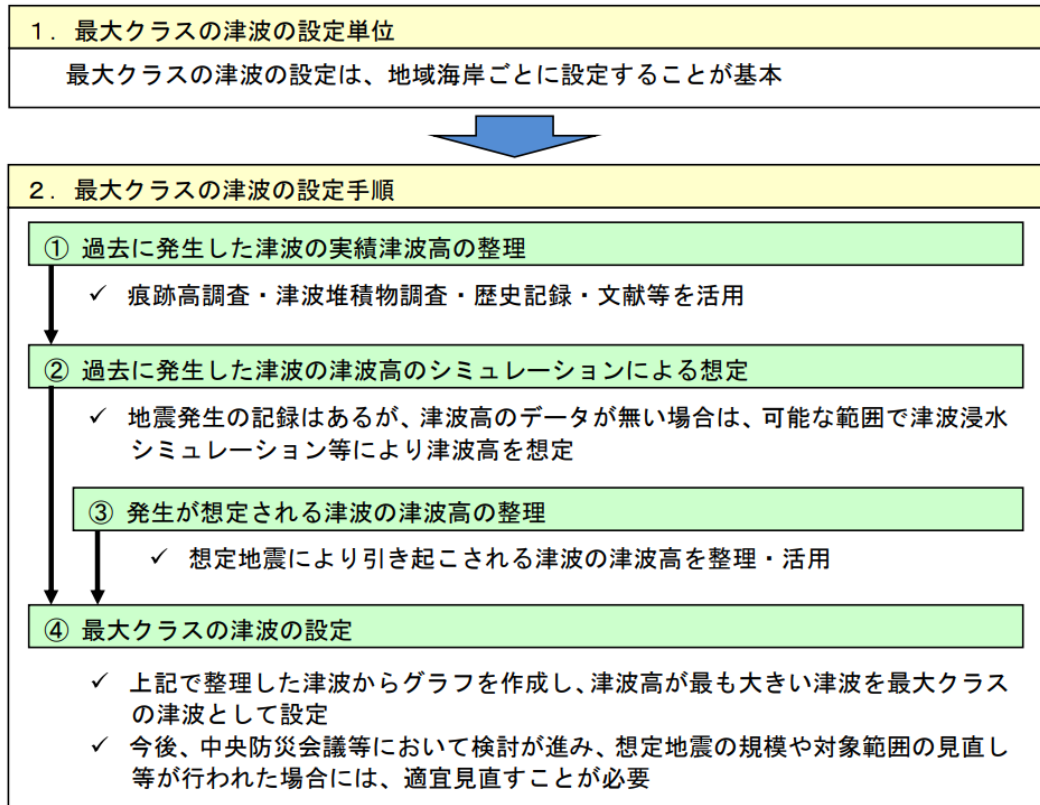 １．最大クラスの津波の設定単位
最大クラスの津波の設定は、地域海岸ごとに設定することが基本
２．最大クラスの津波の設定手順
① 過去に発生した津波の実績津波高の整理
✓ 痕跡高調査・津波堆積物調査・歴史記録・文献等を活用
② 過去に発生した津波の津波高のシミュレーションによる想定
✓ 地震発生の記録はあるが、津波高のデータが無い場合は、可能な範囲で津波浸水
シミュレーション等により津波高を想定
③ 発生が想定される津波の津波高の整理
✓ 想定地震により引き起こされる津波の津波高を整理・活用
④ 最大クラスの津波の設定
✓ 上記で整理した津波からグラフを作成し、津波高が最も大きい津波を最大クラス
の津波として設定
✓ 今後、中央防災会議等において検討が進み、想定地震の規模や対象範囲の見直し
等が行われた場合には、適宜見直すことが必要